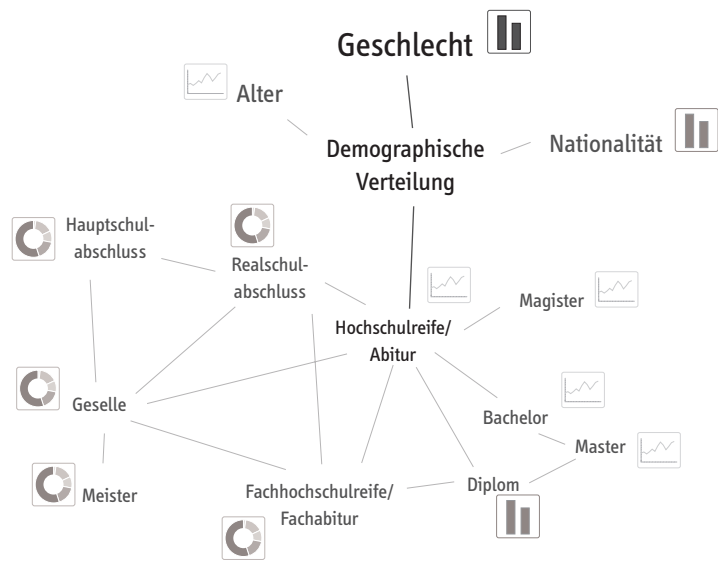 Geschlecht
Alter
Nationalität
Demographische
Verteilung
Hauptschul-
abschluss
Realschul-
abschluss
Magister
Hochschulreife/
Abitur
Geselle
Bachelor
Master
Meister
Fachhochschulreife/
Fachabitur
Diplom